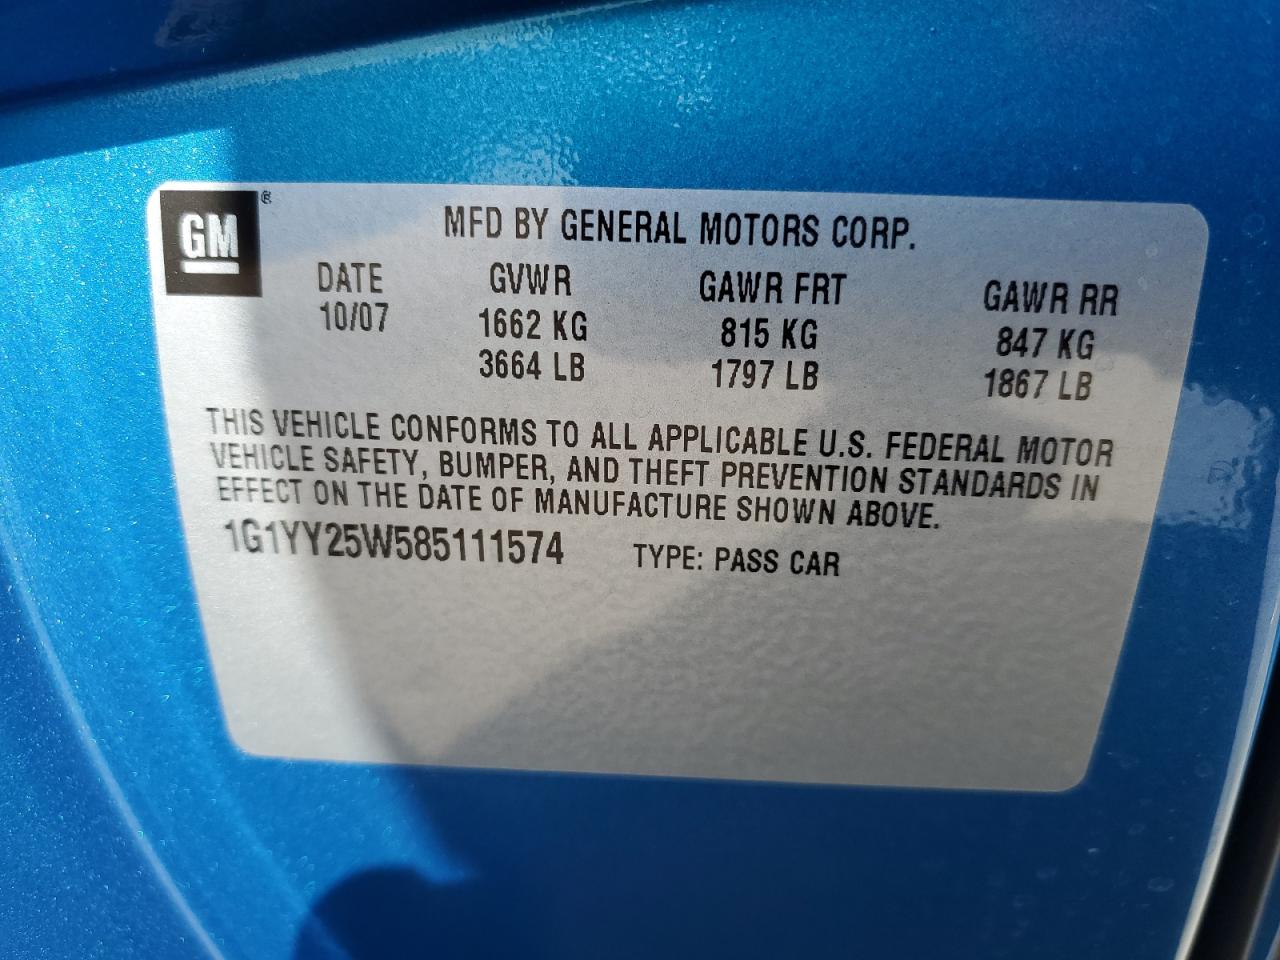 GM®
MFD BY GENERAL MOTORS CORP.
DATE GVWR GAWR FRT GAWR RR
10/07 1662 KG 815 KG 847 KG
3664 LB 1797 LB 1867 LB
THIS VEHICLE CONFORMS TO ALL APPLICABLE U.S. FEDERAL MOTOR
VEHICLE SAFETY, BUMPER, AND THEFT PREVENTION STANDARDS IN
EFFECT ON THE DATE OF MANUFACTURE SHOWN ABOVE.
1G1YY25W585111574 TYPE: PASS CAR